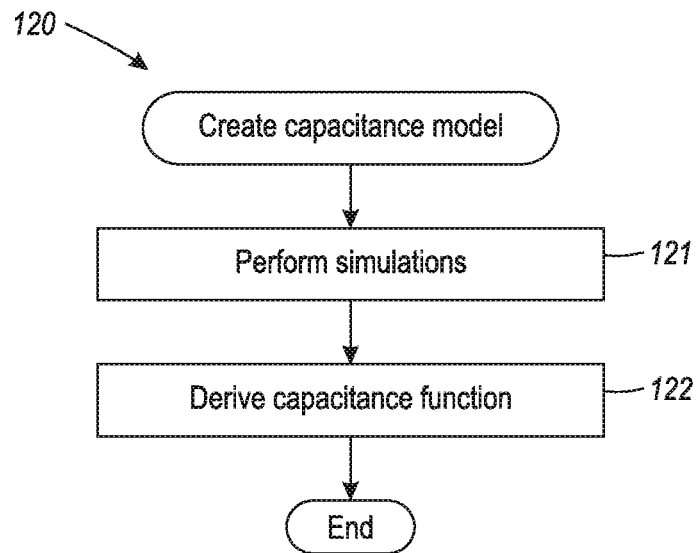 120
Create capacitance model
Perform simulations
121
Derive capacitance function
122
End